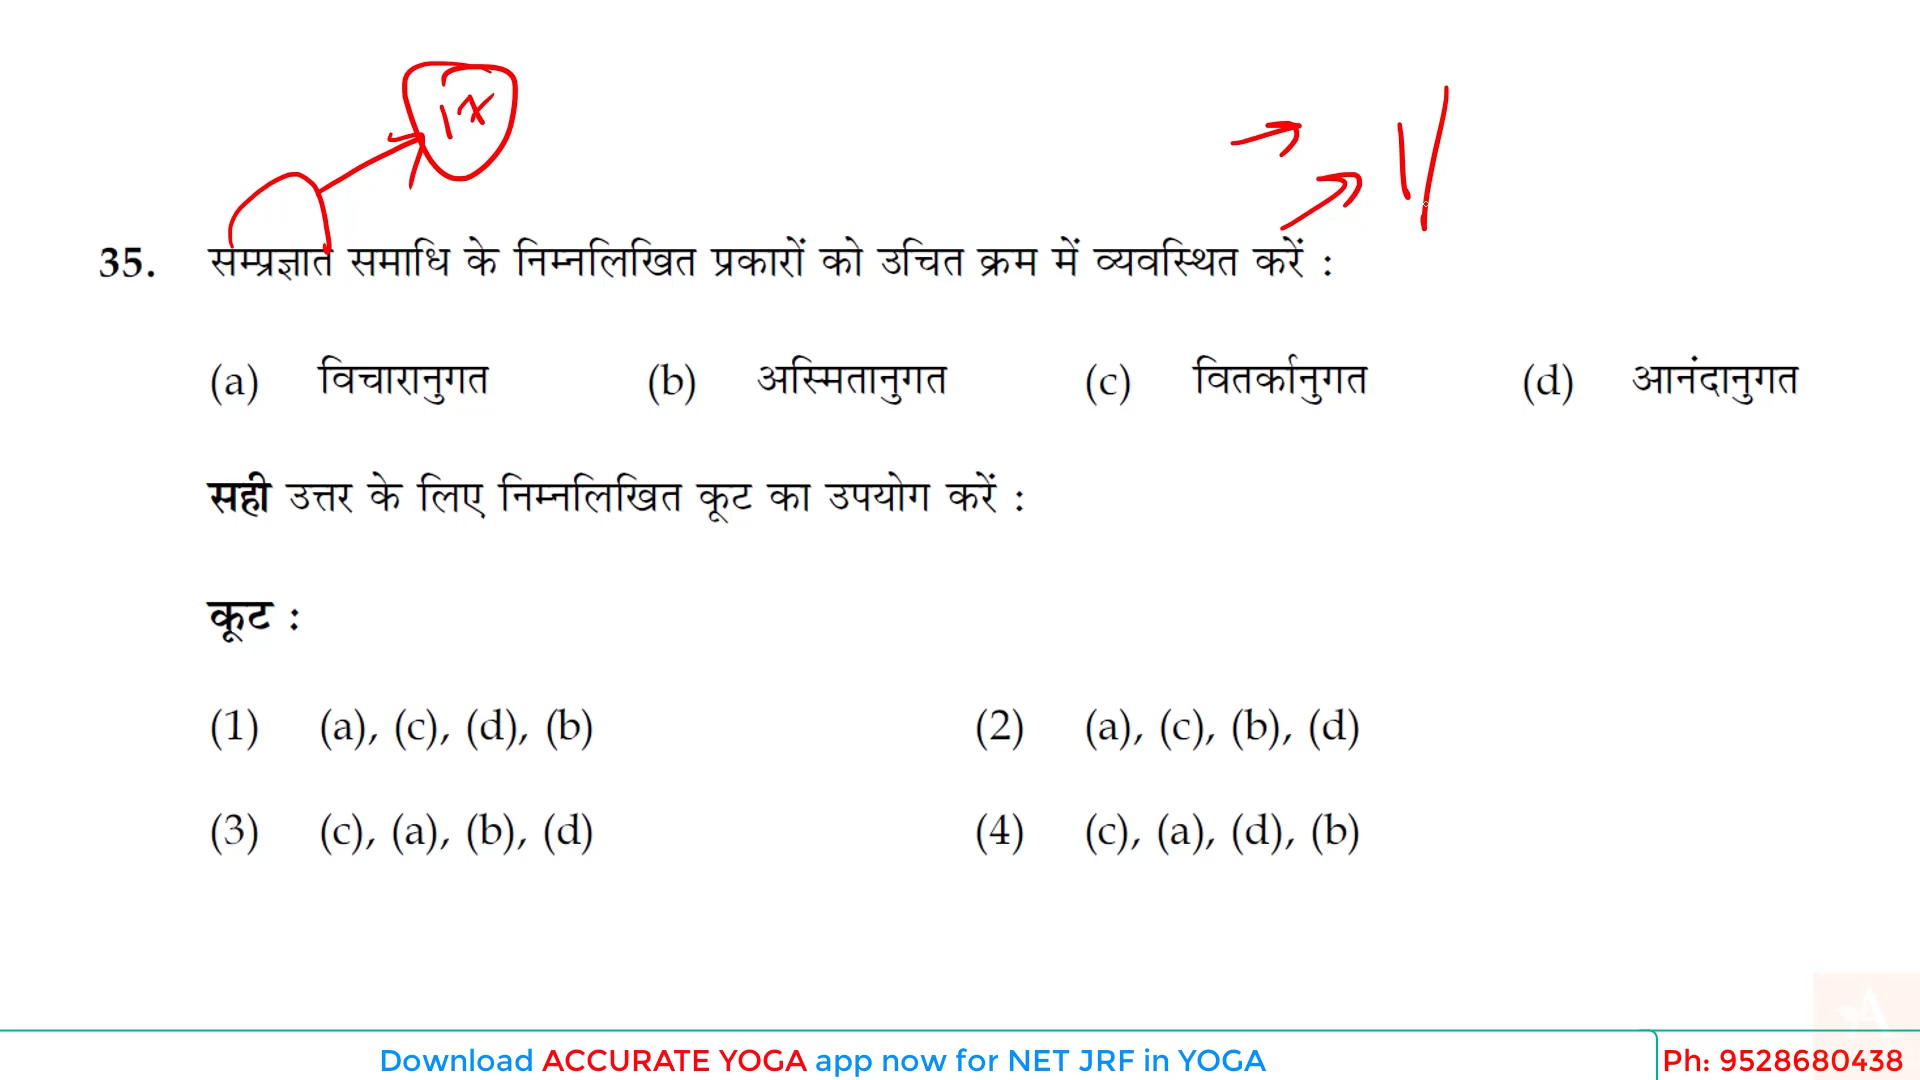 35. सम्प्रज्ञात समाधि के निम्नलिखित प्रकारों को उचित क्रम में व्यवस्थित करें :
(a) विचारानुगत (b) अस्मितानुगत (c) वितर्कानुगत (d) आनंदानुगत
सही उत्तर के लिए निम्नलिखित कूट का उपयोग करें :
कूट :
(1) (a), (c), (d), (b) (2) (a), (c), (b), (d)
(3) (c), (a), (b), (d) (4) (c), (a), (d), (b)
Download ACCURATE YOGA app now for NET JRF in YOGA Ph: 9528680438